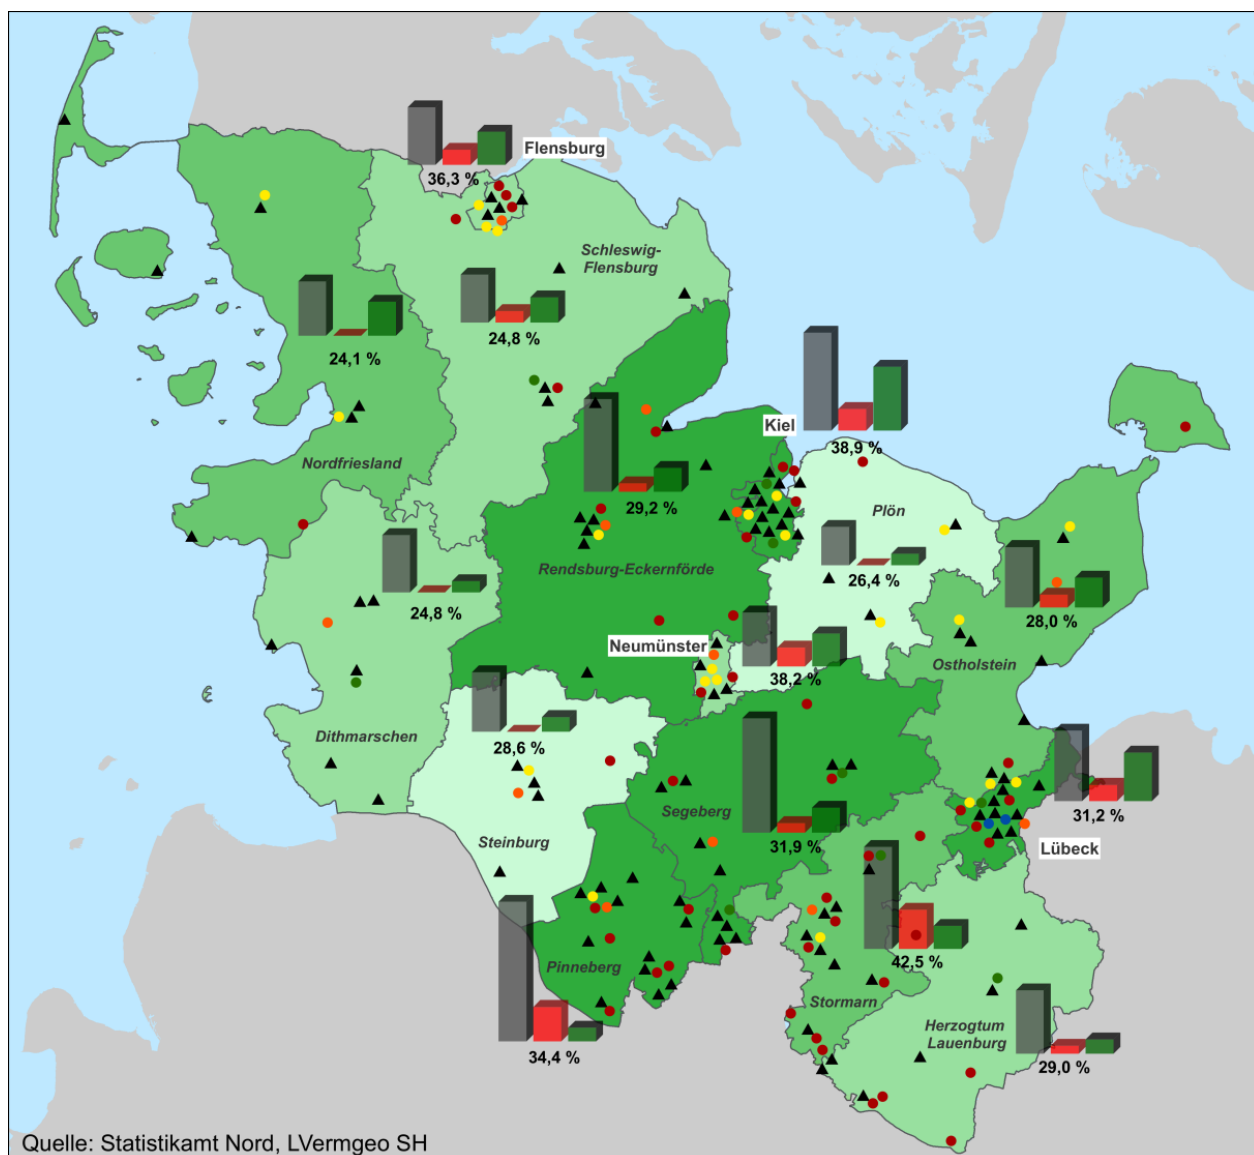 Flensburg
36,3 %
Schleswig-
Flensburg
24,1 %
24,8 %
Kiel
38,9 %
Nordfriesland
29,2 %
Plön
Rendsburg-Eckernförde
26,4 %
24,8 %
28,0 %
Neumünster
Ostholstein
38,2 %
Dithmarschen
28,6 %
Segeberg
31,2 %
Steinburg
31,9 %
Lübeck
Pinneberg
42,5 %
Stormarn
Herzogtum
Lauenburg
34,4 %
29,0 %
Quelle: Statistikamt Nord, LVermgeo SH